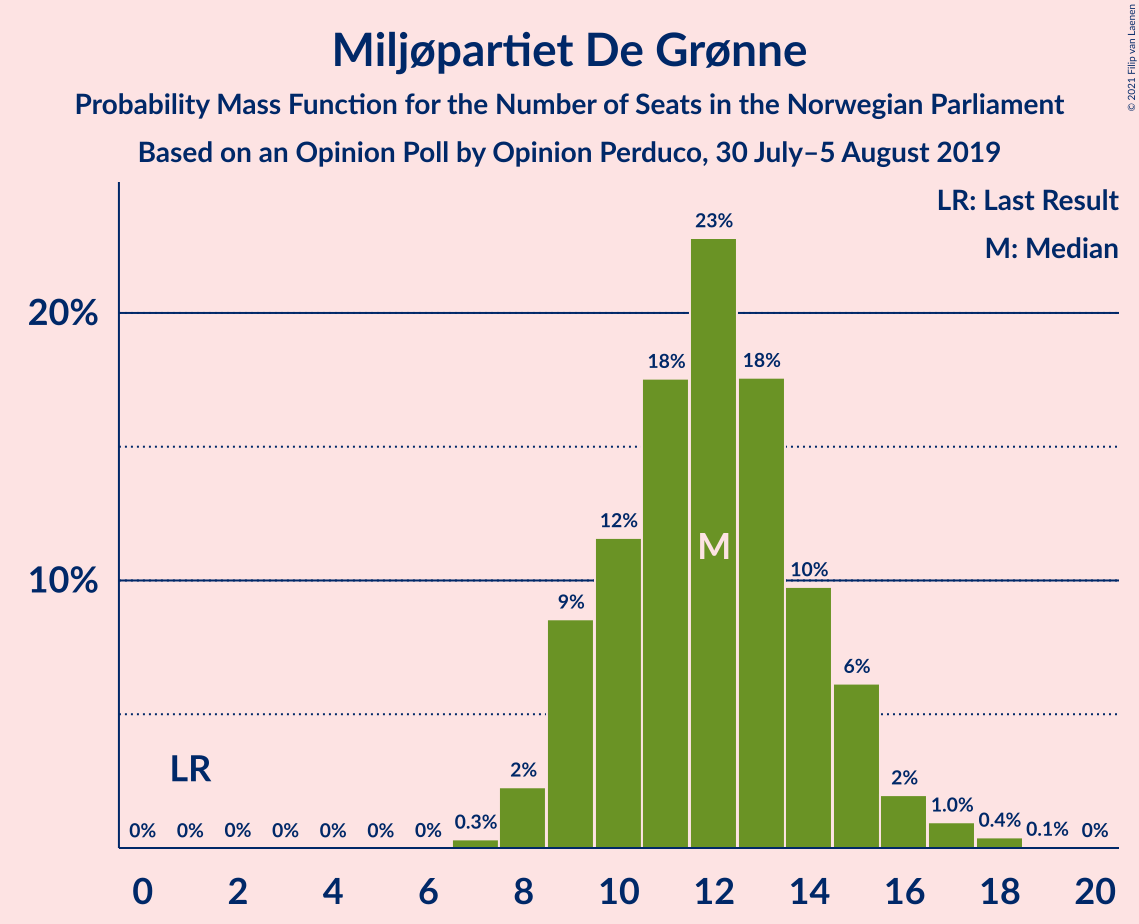 © 2021 Filip van Laenen
Miljøpartiet De Grønne
Probability Mass Function for the Number of Seats in the Norwegian Parliament
Based on an Opinion Poll by Opinion Perduco, 30 July–5 August 2019
LR: Last Result
M: Median
23%
20%
18% 18%
12%
M
10% 10%
9%
6%
LR 2% 2%
0% 0% 0% 0% 0% 0% 0% 0.3% 1.0% 0.4% 0.1% 0%
0 2 4 6 8 10 12 14 16 18 20